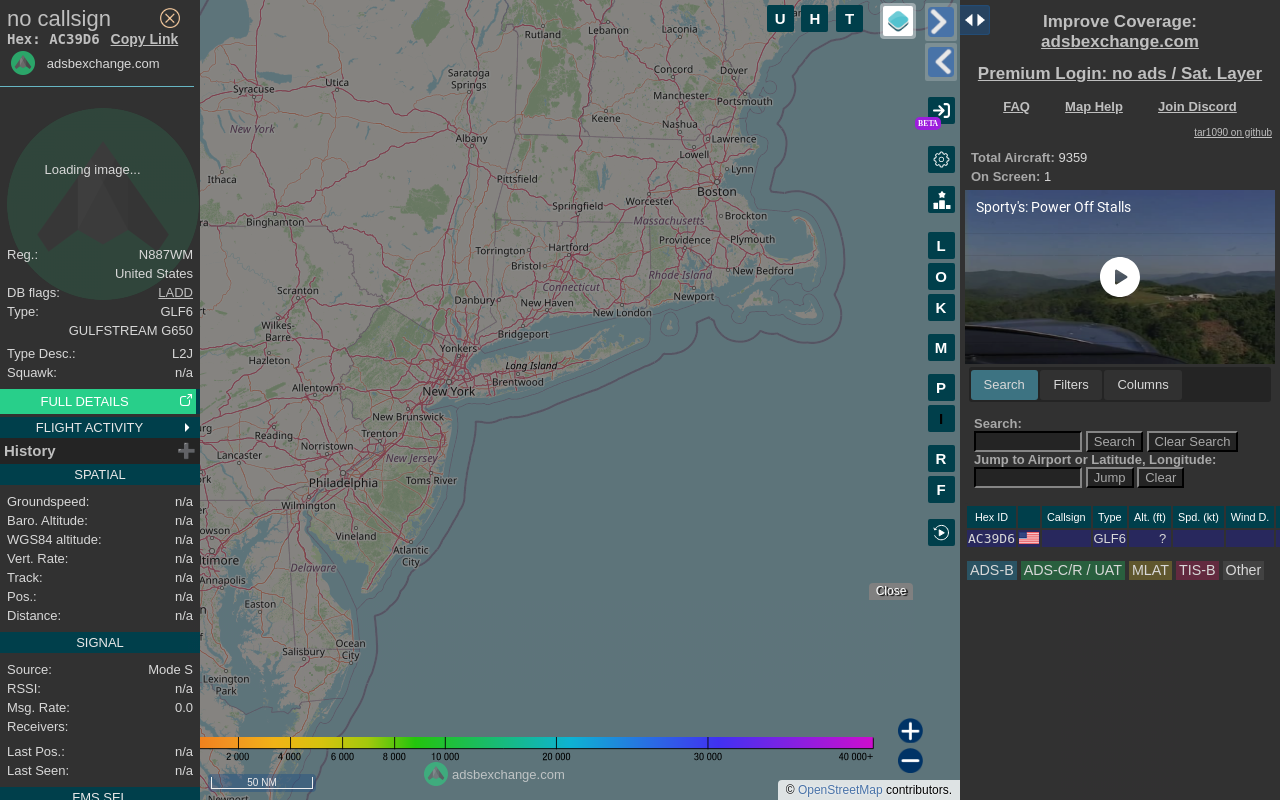 no callsign
Hex: AC39D6 Copy Link
adsbexchange.com
Loading image...
Reg.: N887WM
United States
DB flags: LADD
Type: GLF6
GULFSTREAM G650
Type Desc.: L2J
Squawk: n/a
FULL DETAILS
FLIGHT ACTIVITY
History
SPATIAL
Groundspeed: n/a
Baro. Altitude: n/a
WGS84 altitude: n/a
Vert. Rate: n/a
Track: n/a
Pos.: n/a
Distance: n/a
SIGNAL
Source: Mode S
RSSI: n/a
Msg. Rate: 0.0
Receivers:
Last Pos.: n/a
Last Seen: n/a
FMS SEL
U H T
Rutland
Lebanon
Laconia
Utica
Syracuse
Saratoga
Springs
Concord
Dover
Manchester
Portsmouth
Keene
Nashua
New York
Albany
Lawrence
Lowell
Lynn
Ithaca
Pittsfield
Boston
Springfield
Worcester
Binghamton
Massachusetts
Brockton
Torrington
Hartford
Providence
Plymouth
Bristol
Rhode Island
New Bedford
Connecticut
Scranton
Danbury
New Haven
Newport
New London
Wilkes-
Barre
Bridgeport
Yonkers
Hazleton
Long Island
Brentwood
Allentown
New York
New Brunswick
Reading
Trenton
Norristown
Lancaster
New Jersey
Philadelphia
Toms River
Wilmington
Vineland
Atlantic
City
Annapolis
Delaware
Easton
Ocean
City
Salisbury
Lexington
Park
BETA
L
O
K
M
P
I
R
F
Close
2 000 4 000 6 000 8 000 10 000 20 000 30 000 40 000+
adsbexchange.com
50 NM
© OpenStreetMap contributors.
Improve Coverage:
adsbexchange.com
Premium Login: no ads / Sat. Layer
FAQ Map Help Join Discord
tar1090 on github
Total Aircraft: 9359
On Screen: 1
Sporty's: Power Off Stalls
Search Filters Columns
Search:
Search Clear Search
Jump to Airport or Latitude, Longitude:
Jump Clear
Hex ID Callsign Type Alt. (ft) Spd. (kt) Wind D.
AC39D6 GLF6 ?
ADS-B ADS-C/R / UAT MLAT TIS-B Other